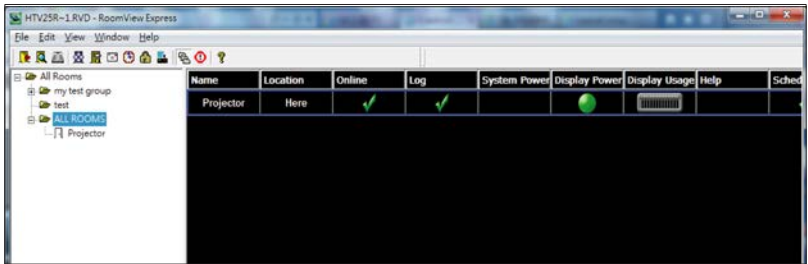 HTV25R~1.RVD - RoomView Express
File Edit View Window Help
All Rooms
my test group
test
ALL ROOMS
Projector
Name Location Online Log System Power Display Power Display Usage Help Sched
Projector Here